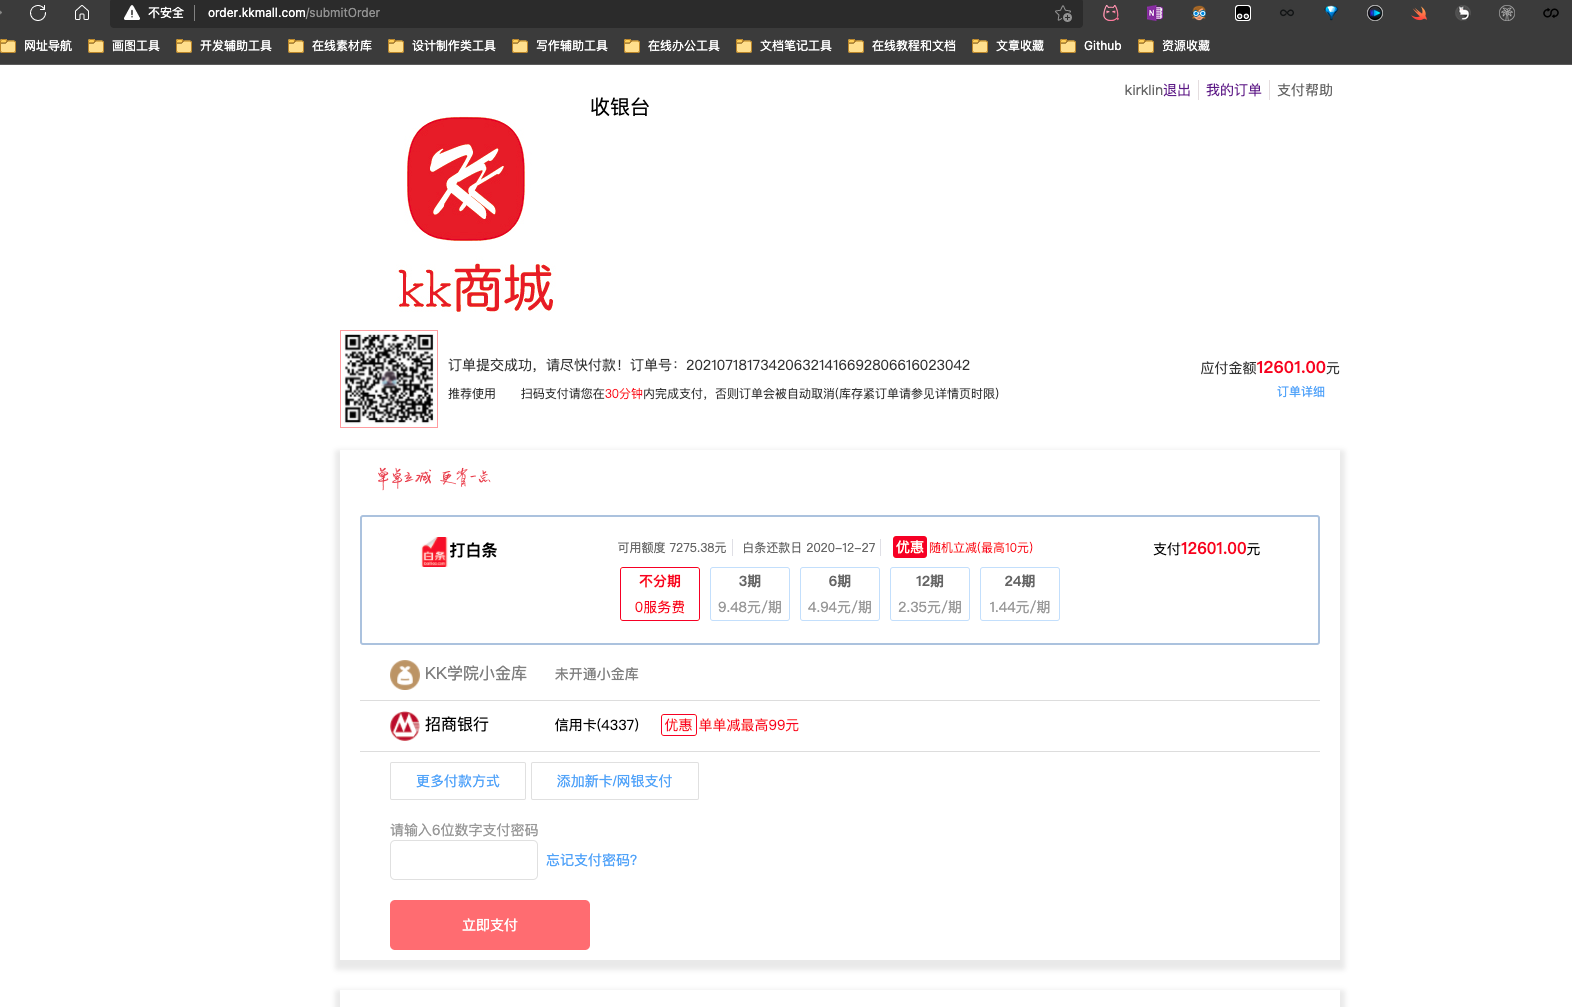 不安全 order.kkmall.com/submitOrder
网址导航 画图工具 开发辅助工具 在线素材库 设计制作类工具 写作辅助工具 在线办公工具 文档笔记工具 在线教程和文档 文章收藏 Github 资源收藏
kirklin退出 我的订单 支付帮助
收银台
kk商城
订单提交成功，请尽快付款！订单号：202107181734206321416692806616023042
应付金额12601.00元
推荐使用 扫码支付请您在30分钟内完成支付，否则订单会被自动取消(库存紧订单请参见详情页时限)
订单详细
单单立减 更省一点
白条
打白条 可用额度 7275.38元 白条还款日 2020-12-27 优惠 随机立减(最高10元) 支付12601.00元
不分期 3期 6期 12期 24期
0服务费 9.48元/期 4.94元/期 2.35元/期 1.44元/期
KK学院小金库 未开通小金库
招商银行 信用卡(4337) 优惠 单单减最高99元
更多付款方式 添加新卡/网银支付
请输入6位数字支付密码
忘记支付密码?
立即支付